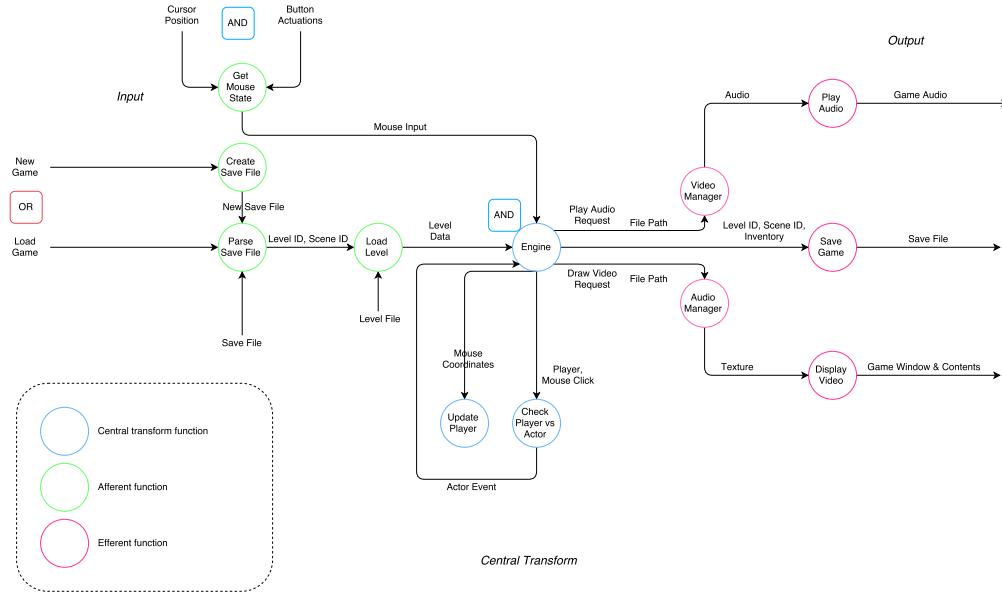 Cursor
Position
AND
Button
Actuations
Output
Input
Get
Mouse
State
Audio
Play
Audio
Game Audio
Mouse Input
New
Game
Create
Save File
Video
Manager
OR
New Save File
AND
Play Audio
Request
File Path
Load
Game
Parse
Save File
Level ID, Scene ID
Load
Level
Level
Data
Engine
Level ID, Scene ID,
Inventory
Save
Game
Save File
Draw Video
Request
File Path
Audio
Manager
Level File
Save File
Mouse
Coordinates
Player,
Mouse Click
Texture
Display
Video
Game Window & Contents
Update
Player
Check
Player vs
Actor
Actor Event
Central transform function
Afferent function
Efferent function
Central Transform